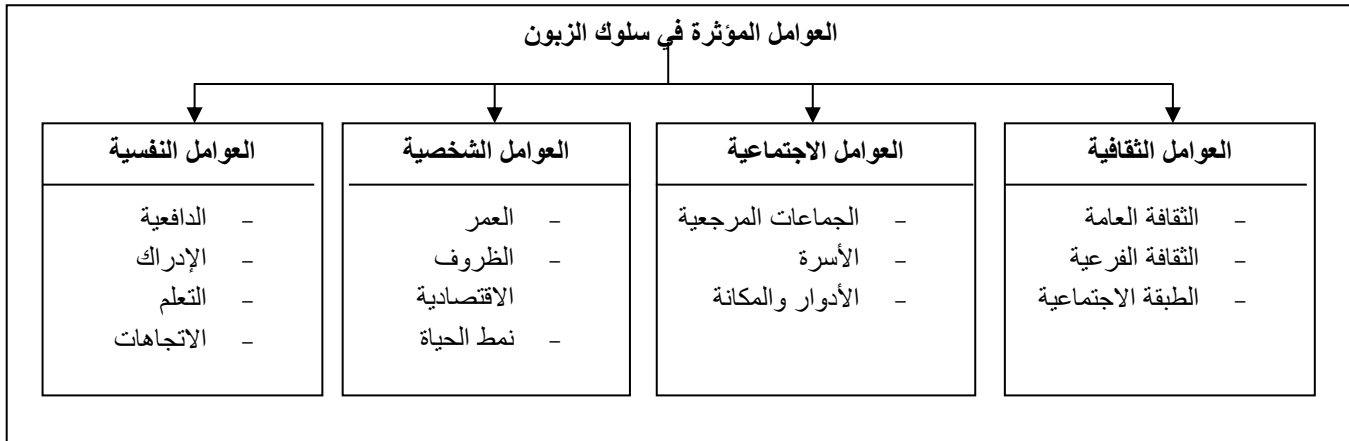 العوامل المؤثرة في سلوك الزبون
العوامل الثقافية
- الثقافة العامة
- الثقافة الفرعية
- الطبقة الاجتماعية
العوامل الاجتماعية
- الجماعات المرجعية
- الأسرة
- الأدوار والمكانة
العوامل الشخصية
- العمر
- الظروف
الاقتصادية
- نمط الحياة
العوامل النفسية
- الدافعية
- الإدراك
- التعلم
- الاتجاهات